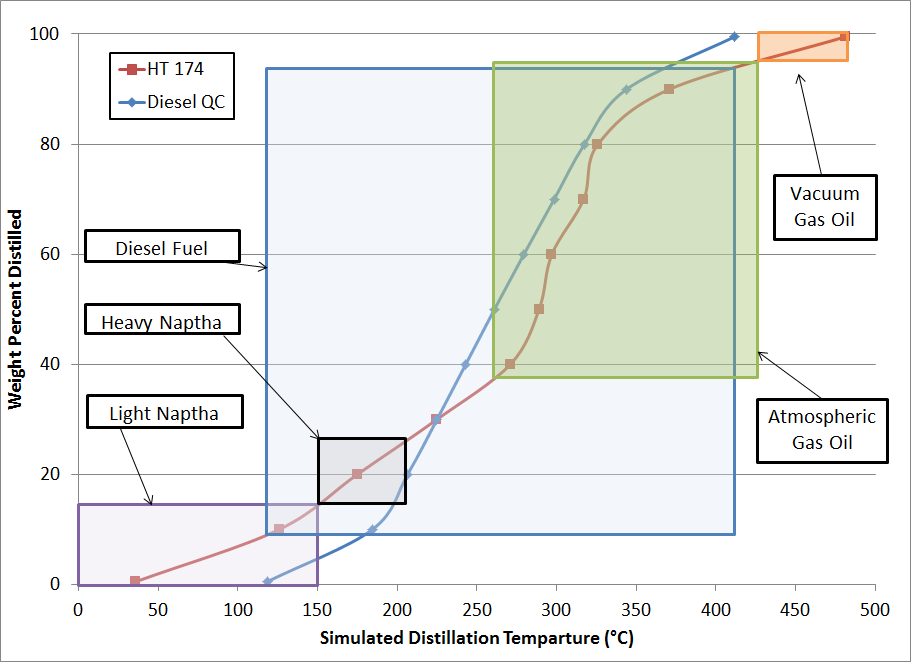 100
80
60
40
20
0
Weight Percent Distilled
HT 174
Diesel QC
Diesel Fuel
Heavy Naptha
Light Naptha
Vacuum
Gas Oil
Atmospheric
Gas Oil
0 50 100 150 200 250 300 350 400 450 500
Simulated Distillation Temparture (°C)